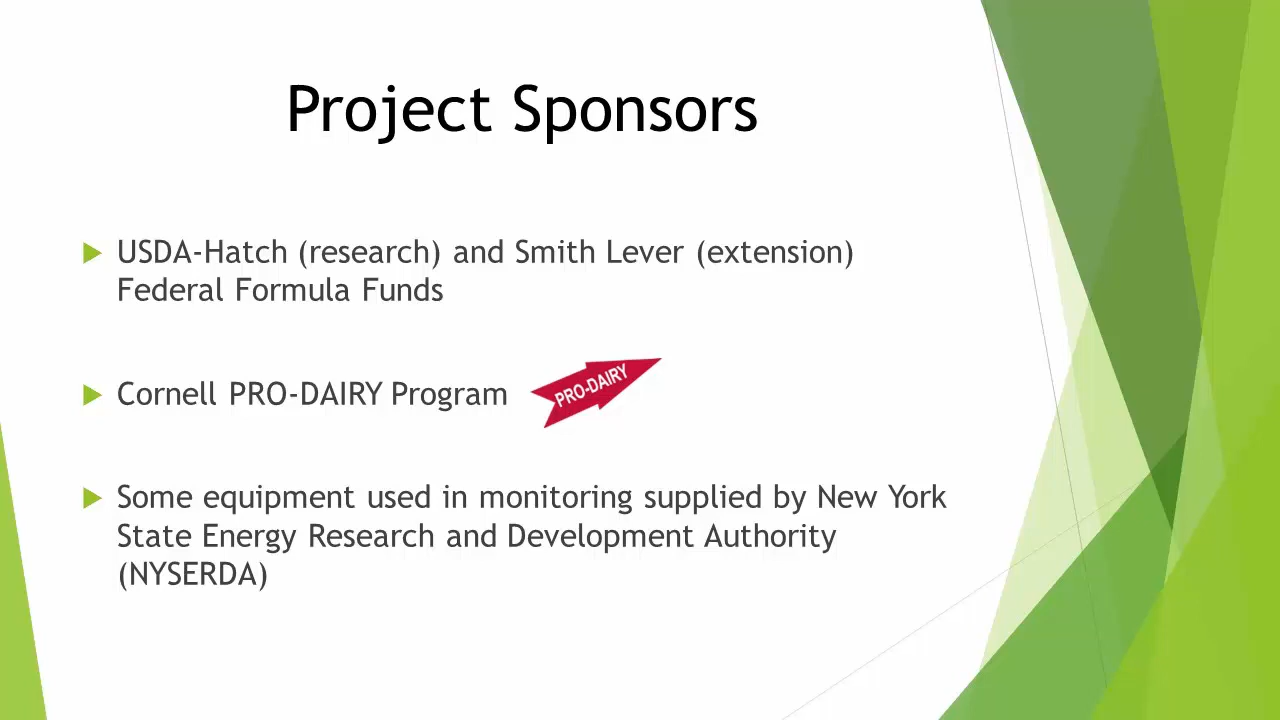 Project Sponsors
USDA-Hatch (research) and Smith Lever (extension)
Federal Formula Funds
Cornell PRO-DAIRY Program
PRO-DAIRY
Some equipment used in monitoring supplied by New York
State Energy Research and Development Authority
(NYSERDA)